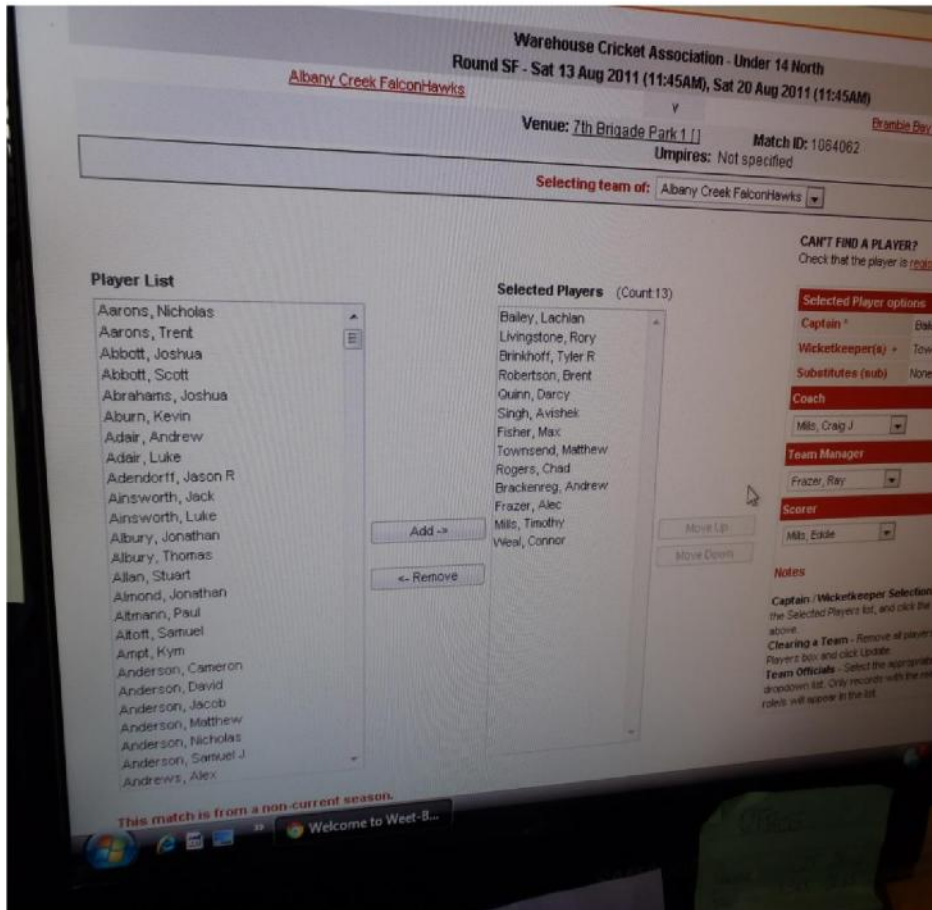 Warehouse Cricket Association - Under 14 North
Round SF - Sat 13 Aug 2011 (11:45AM), Sat 20 Aug 2011 (11:45AM)
Albany Creek FalconHawks
v
Bramble Bay
Venue: 7th Brigade Park 1 [] Match ID: 1064062
Umpires: Not specified
Selecting team of: Albany Creek FalconHawks
CAN'T FIND A PLAYER?
Check that the player is regis
Player List
Aarons, Nicholas
Aarons, Trent
Abbott, Joshua
Abbott, Scott
Abrahams, Joshua
Aburn, Kevin
Adair, Andrew
Adair, Luke
Adendorff, Jason R
Ainsworth, Jack
Ainsworth, Luke
Albury, Jonathan
Albury, Thomas
Allan, Stuart
Almond, Jonathan
Altmann, Paul
Altoft, Samuel
Ampt, Kym
Anderson, Cameron
Anderson, David
Anderson, Jacob
Anderson, Matthew
Anderson, Nicholas
Anderson, Samuel J
Andrews, Alex
Add ->
<- Remove
Selected Players (Count:13)
Bailey, Lachlan
Livingstone, Rory
Brinkhoff, Tyler R
Robertson, Brent
Quinn, Darcy
Singh, Avishek
Fisher, Max
Townsend, Matthew
Rogers, Chad
Brackenreg, Andrew
Frazer, Alec
Mills, Timothy
Weal, Connor
Move Up
Move Down
Selected Player options
Captain * Bail
Wicketkeeper(s) + Tow
Substitutes (sub) None
Coach
Mills, Craig J
Team Manager
Frazer, Ray
Scorer
Mills, Eddie
Notes
Captain / Wicketkeeper Selection
the Selected Players list, and click the
above.
Clearing a Team - Remove all players
Players box and click Update.
Team Officials - Select the appropriate
dropdown list. Only records with the
role/s will appear in the list.
This match is from a non-current season.
Welcome to Weet-B...